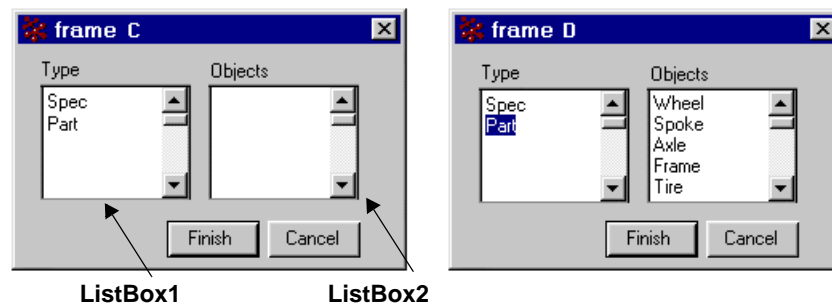 frame C
Type Objects
Spec
Part
Finish Cancel
ListBox1 ListBox2
frame D
Type Objects
Spec
Part
Wheel
Spoke
Axle
Frame
Tire
Finish Cancel